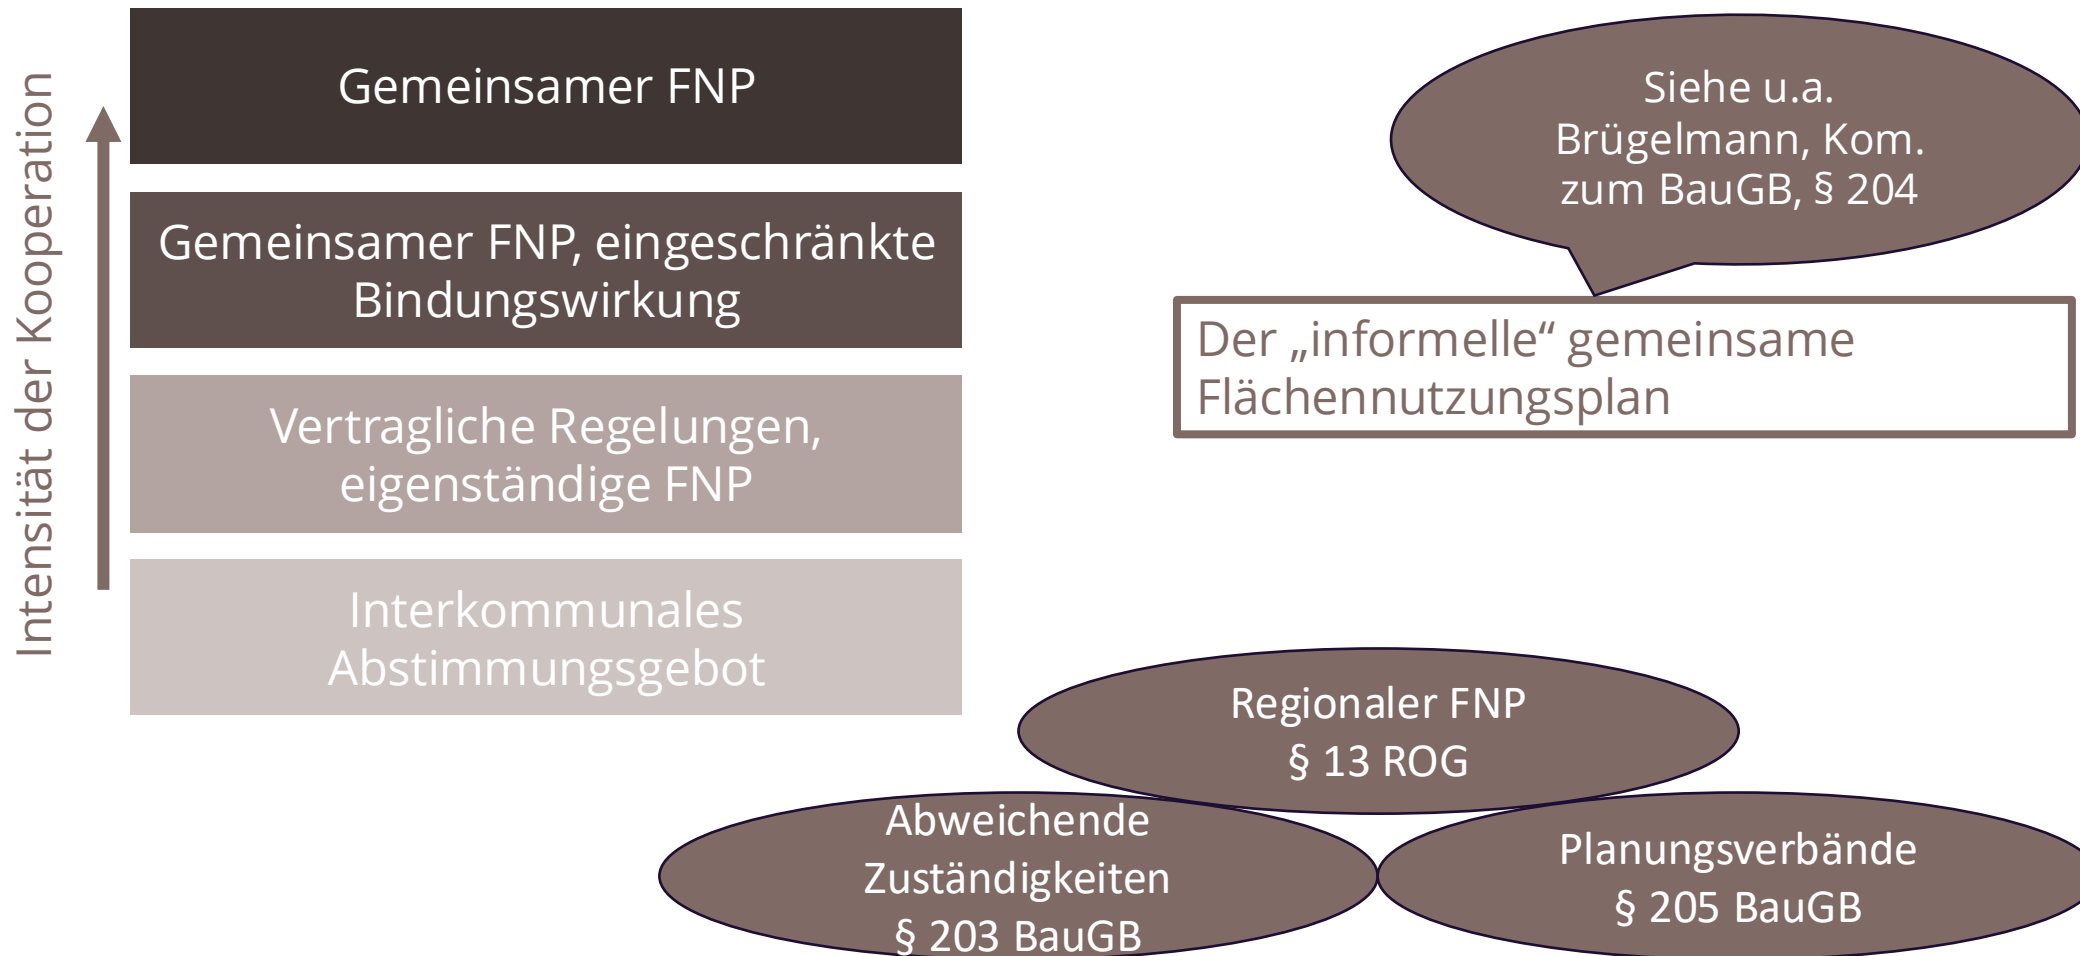 Intensität der Kooperation
Gemeinsamer FNP
Gemeinsamer FNP, eingeschränkte
Bindungswirkung
Vertragliche Regelungen,
eigenständige FNP
Interkommunales
Abstimmungsgebot
Siehe u.a.
Brügelmann, Kom.
zum BauGB, § 204
Der „informelle“ gemeinsame
Flächennutzungsplan
Regionaler FNP
§ 13 ROG
Abweichende
Zuständigkeiten
§ 203 BauGB
Planungsverbände
§ 205 BauGB